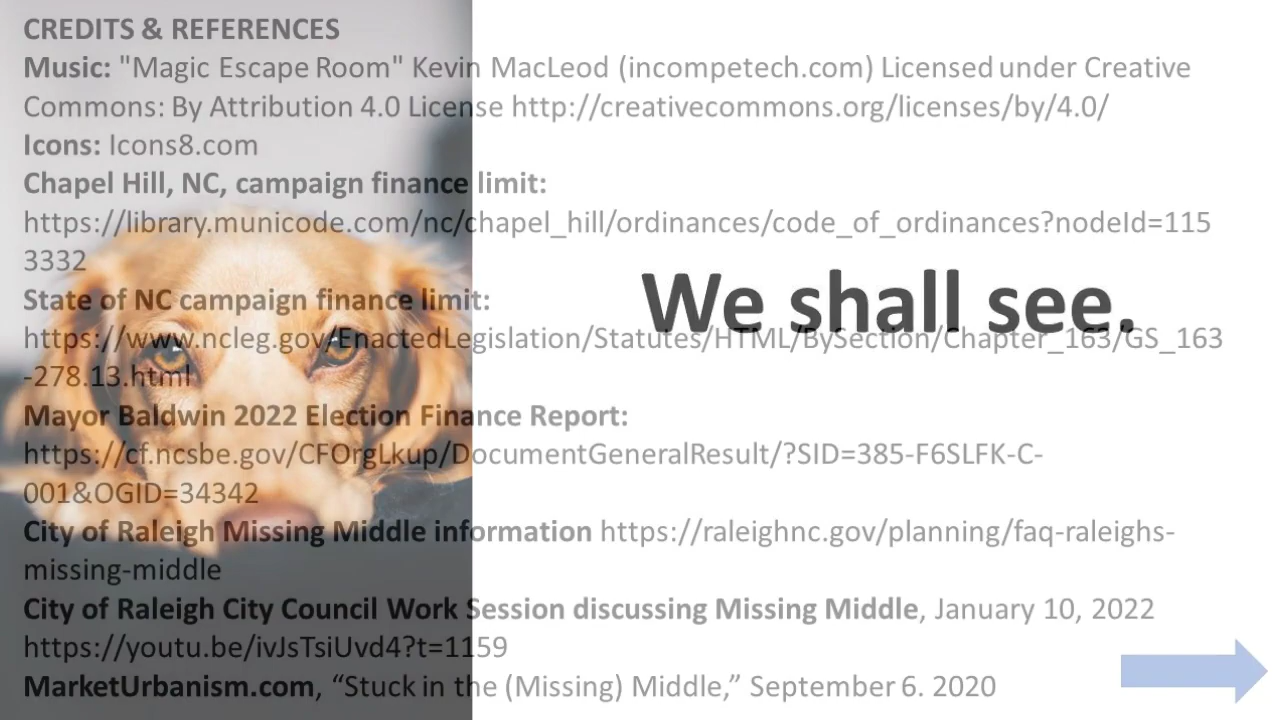 CREDITS & REFERENCES
Music: "Magic Escape Room" Kevin MacLeod (incompetech.com) Licensed under Creative
Commons: By Attribution 4.0 License http://creativecommons.org/licenses/by/4.0/
Icons: Icons8.com
Chapel Hill, NC, campaign finance limit:
https://library.municode.com/nc/chapel_hill/ordinances/code_of_ordinances?nodeId=115
3332
We shall see.
State of NC campaign finance limit:
https://www.ncleg.gov/EnactedLegislation/Statutes/HTML/BySection/Chapter_163/GS_163
-278.13.html
Mayor Baldwin 2022 Election Finance Report:
https://cf.ncsbe.gov/CFOrgLkup/DocumentGeneralResult/?SID=385-F6SLFK-C-
001&OGID=34342
City of Raleigh Missing Middle information https://raleighnc.gov/planning/faq-raleighs-
missing-middle
City of Raleigh City Council Work Session discussing Missing Middle, January 10, 2022
https://youtu.be/ivJsTsiUvd4?t=1159
MarketUrbanism.com, “Stuck in the (Missing) Middle,” September 6. 2020